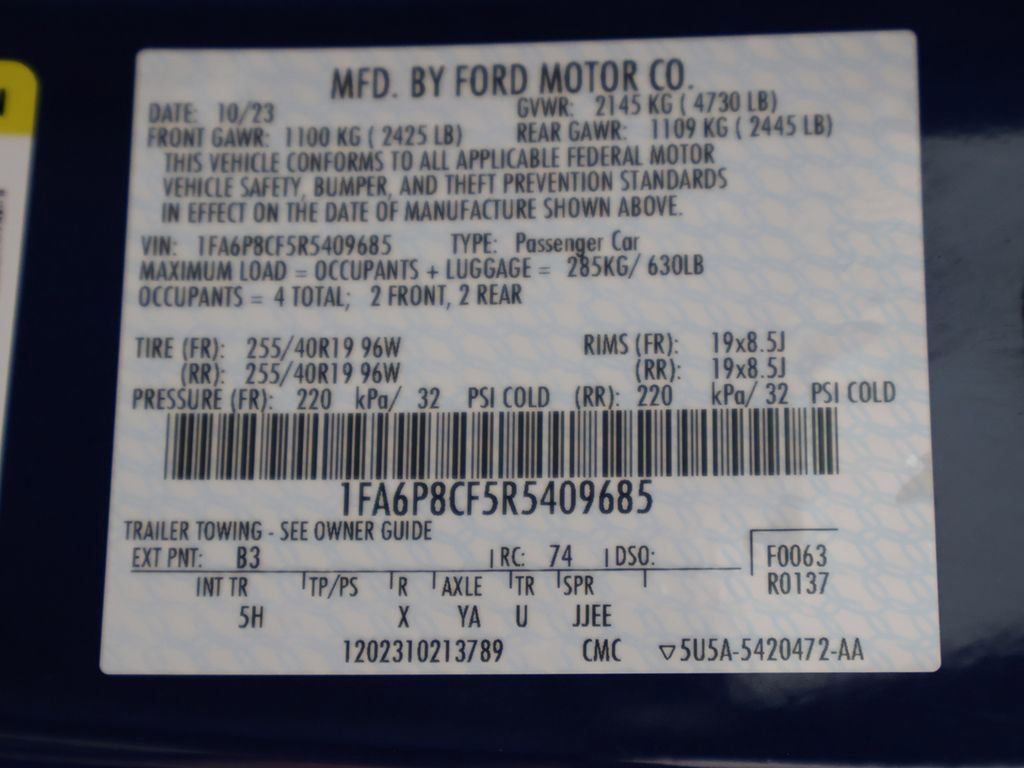 MFD. BY FORD MOTOR CO.
DATE: 10/23 GVWR: 2145 KG ( 4730 LB)
FRONT GAWR: 1100 KG ( 2425 LB) REAR GAWR: 1109 KG ( 2445 LB)
THIS VEHICLE CONFORMS TO ALL APPLICABLE FEDERAL MOTOR
VEHICLE SAFETY, BUMPER, AND THEFT PREVENTION STANDARDS
IN EFFECT ON THE DATE OF MANUFACTURE SHOWN ABOVE.
VIN: 1FA6P8CF5R5409685 TYPE: Passenger Car
MAXIMUM LOAD = OCCUPANTS + LUGGAGE = 285KG/ 630LB
OCCUPANTS = 4 TOTAL; 2 FRONT, 2 REAR
TIRE (FR): 255/40R19 96W RIMS (FR): 19x8.5J
(RR): 255/40R19 96W (RR): 19x8.5J
PRESSURE (FR): 220 kPa/ 32 PSI COLD (RR): 220 kPa/ 32 PSI COLD
1FA6P8CF5R5409685
TRAILER TOWING - SEE OWNER GUIDE
EXT PNT: B3 RC: 74 DSO: F0063
INT TR TP/PS R AXLE TR SPR R0137
5H X YA U JJEE
1202310213789 CMC ▽5U5A-5420472-AA